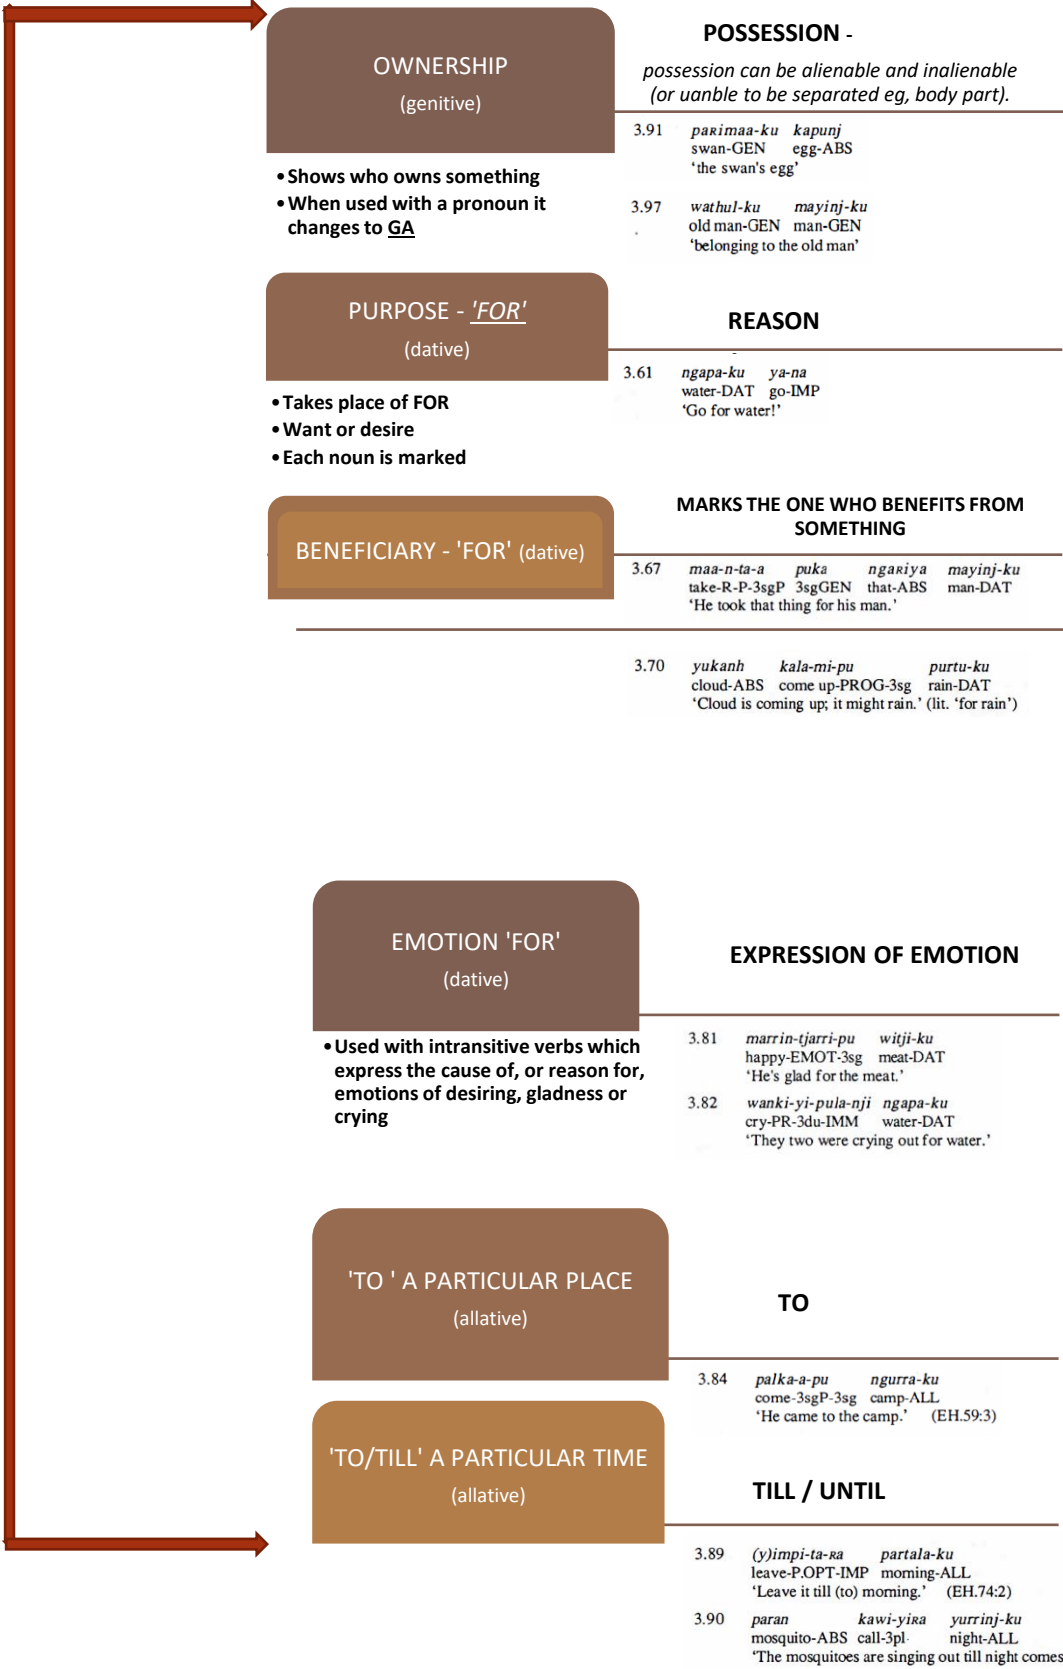 OWNERSHIP
(genitive)
POSSESSION -
possession can be alienable and inalienable
(or uanble to be separated eg, body part).
•Shows who owns something
•When used with a pronoun it
changes to GA
3.91 paʀimaa-ku kapunj
swan-GEN egg-ABS
‘the swan's egg’
3.97 wathul-ku mayinj-ku
old man-GEN man-GEN
‘belonging to the old man’
PURPOSE - 'FOR'
(dative)
REASON
•Takes place of FOR
•Want or desire
•Each noun is marked
3.61 ngapa-ku ya-na
water-DAT go-IMP
‘Go for water!’
BENEFICIARY - 'FOR' (dative)
MARKS THE ONE WHO BENEFITS FROM
SOMETHING
3.67 maa-n-ta-a puka ngaʀiya mayinj-ku
take-R-P-3sgP 3sgGEN that-ABS man-DAT
‘He took that thing for his man.’
3.70 yukanh kala-mi-pu purtu-ku
cloud-ABS come up-PROG-3sg rain-DAT
‘Cloud is coming up; it might rain.’ (lit. ‘for rain’)
EMOTION 'FOR'
(dative)
EXPRESSION OF EMOTION
•Used with intransitive verbs which
express the cause of, or reason for,
emotions of desiring, gladness or
crying
3.81 marrin-tjarri-pu witji-ku
happy-EMOT-3sg meat-DAT
‘He's glad for the meat.’
3.82 wanki-yi-pula-nji ngapa-ku
cry-PR-3du-IMM water-DAT
‘They two were crying out for water.’
'TO ' A PARTICULAR PLACE
(allative)
TO
3.84 palka-a-pu ngurra-ku
come-3sgP-3sg camp-ALL
‘He came to the camp.’ (EH.59:3)
'TO/TILL' A PARTICULAR TIME
(allative)
TILL / UNTIL
3.89 (y)impi-ta-ʀa partala-ku
leave-P.OPT-IMP morning-ALL
‘Leave it till (to) morning.’ (EH.74:2)
3.90 paran kawi-yiʀa yurrinj-ku
mosquito-ABS call-3pl night-ALL
‘The mosquitoes are singing out till night comes